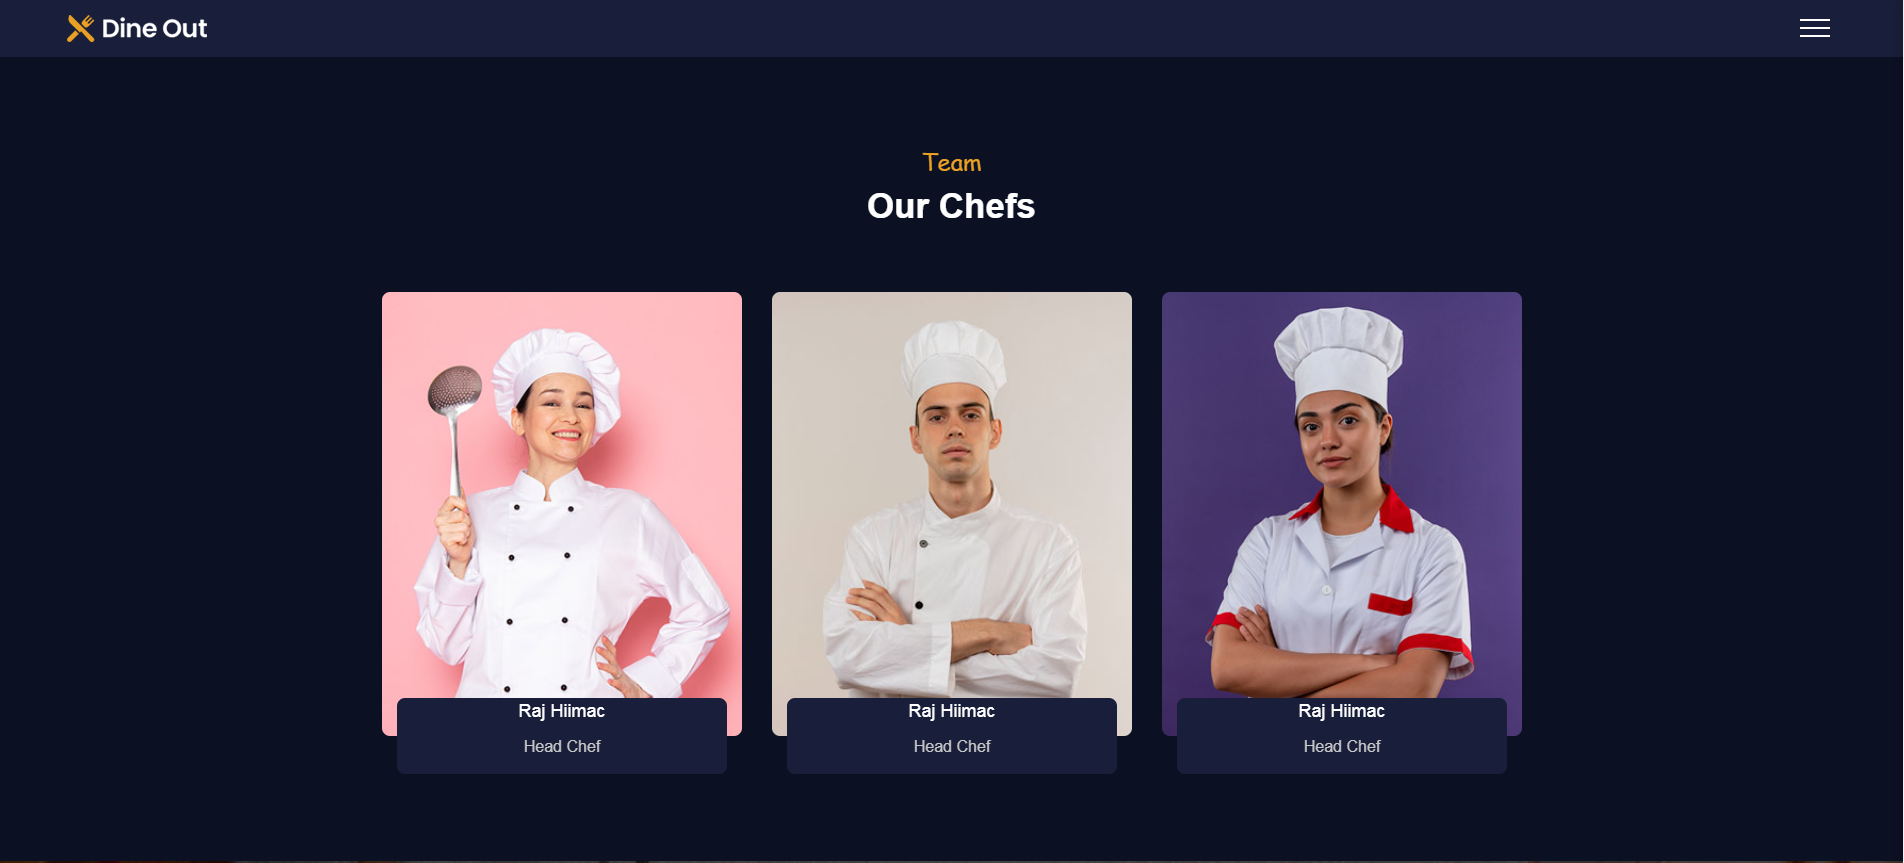 Dine Out
Team
Our Chefs
Raj Hiimac
Head Chef
Raj Hiimac
Head Chef
Raj Hiimac
Head Chef